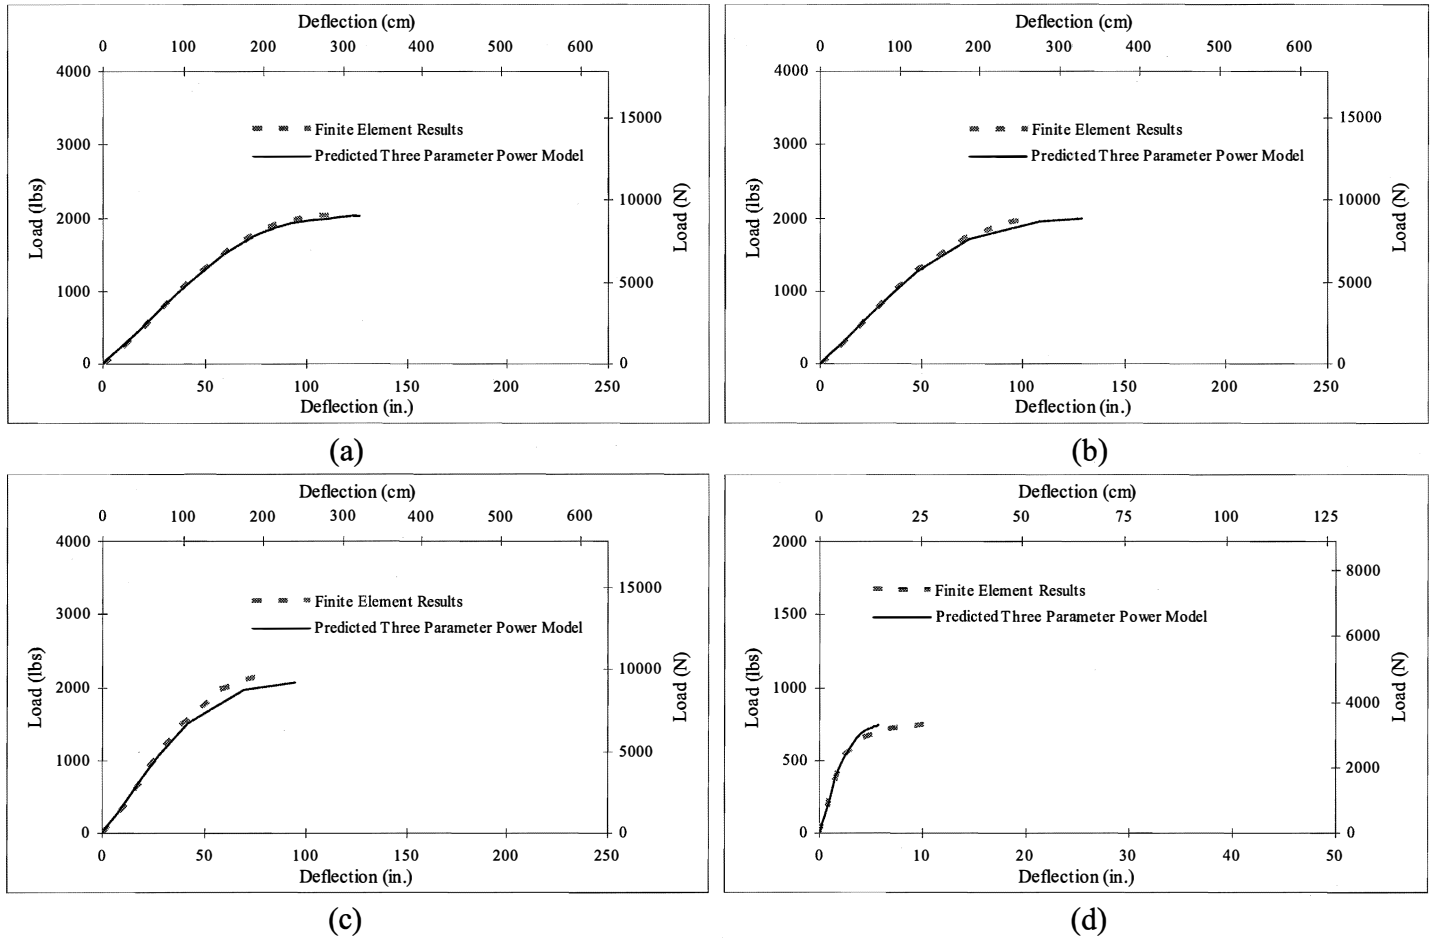 Deflection (cm)
0 100 200 300 400 500 600
4000
3000
2000
1000
0
Load (lbs)
Finite Element Results
Predicted Three Parameter Power Model
15000
10000
5000
0
Load (N)
0 50 100 150 200 250
Deflection (in.)
(a)
Deflection (cm)
0 100 200 300 400 500 600
4000
3000
2000
1000
0
Load (lbs)
Finite Element Results
Predicted Three Parameter Power Model
15000
10000
5000
0
Load (N)
0 50 100 150 200 250
Deflection (in.)
(b)
Deflection (cm)
0 100 200 300 400 500 600
4000
3000
2000
1000
0
Load (lbs)
Finite Element Results
Predicted Three Parameter Power Model
15000
10000
5000
0
Load (N)
0 50 100 150 200 250
Deflection (in.)
(c)
Deflection (cm)
0 25 50 75 100 125
2000
1500
1000
500
0
Load (lbs)
Finite Element Results
Predicted Three Parameter Power Model
8000
6000
4000
2000
0
Load (N)
0 10 20 30 40 50
Deflection (in.)
(d)